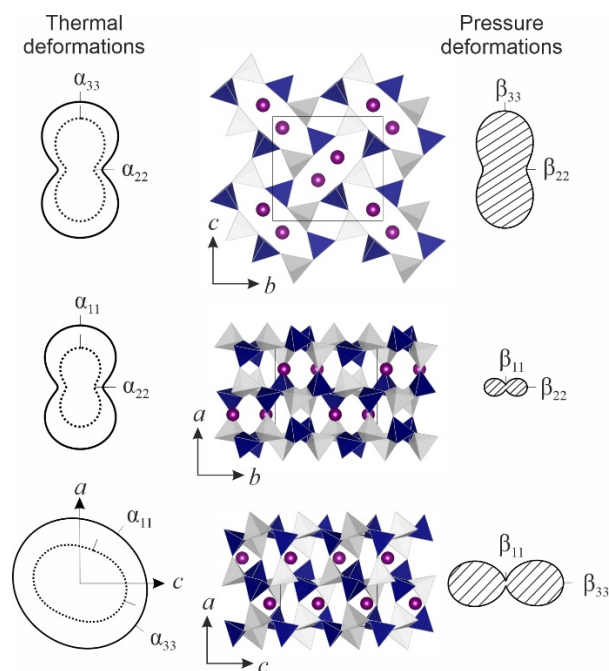 Thermal
deformations
Pressure
deformations
α33
α22
c
b
β33
β22
α11
α22
a
b
β11
β22
a
α11
c
α33
a
c
β11
β33